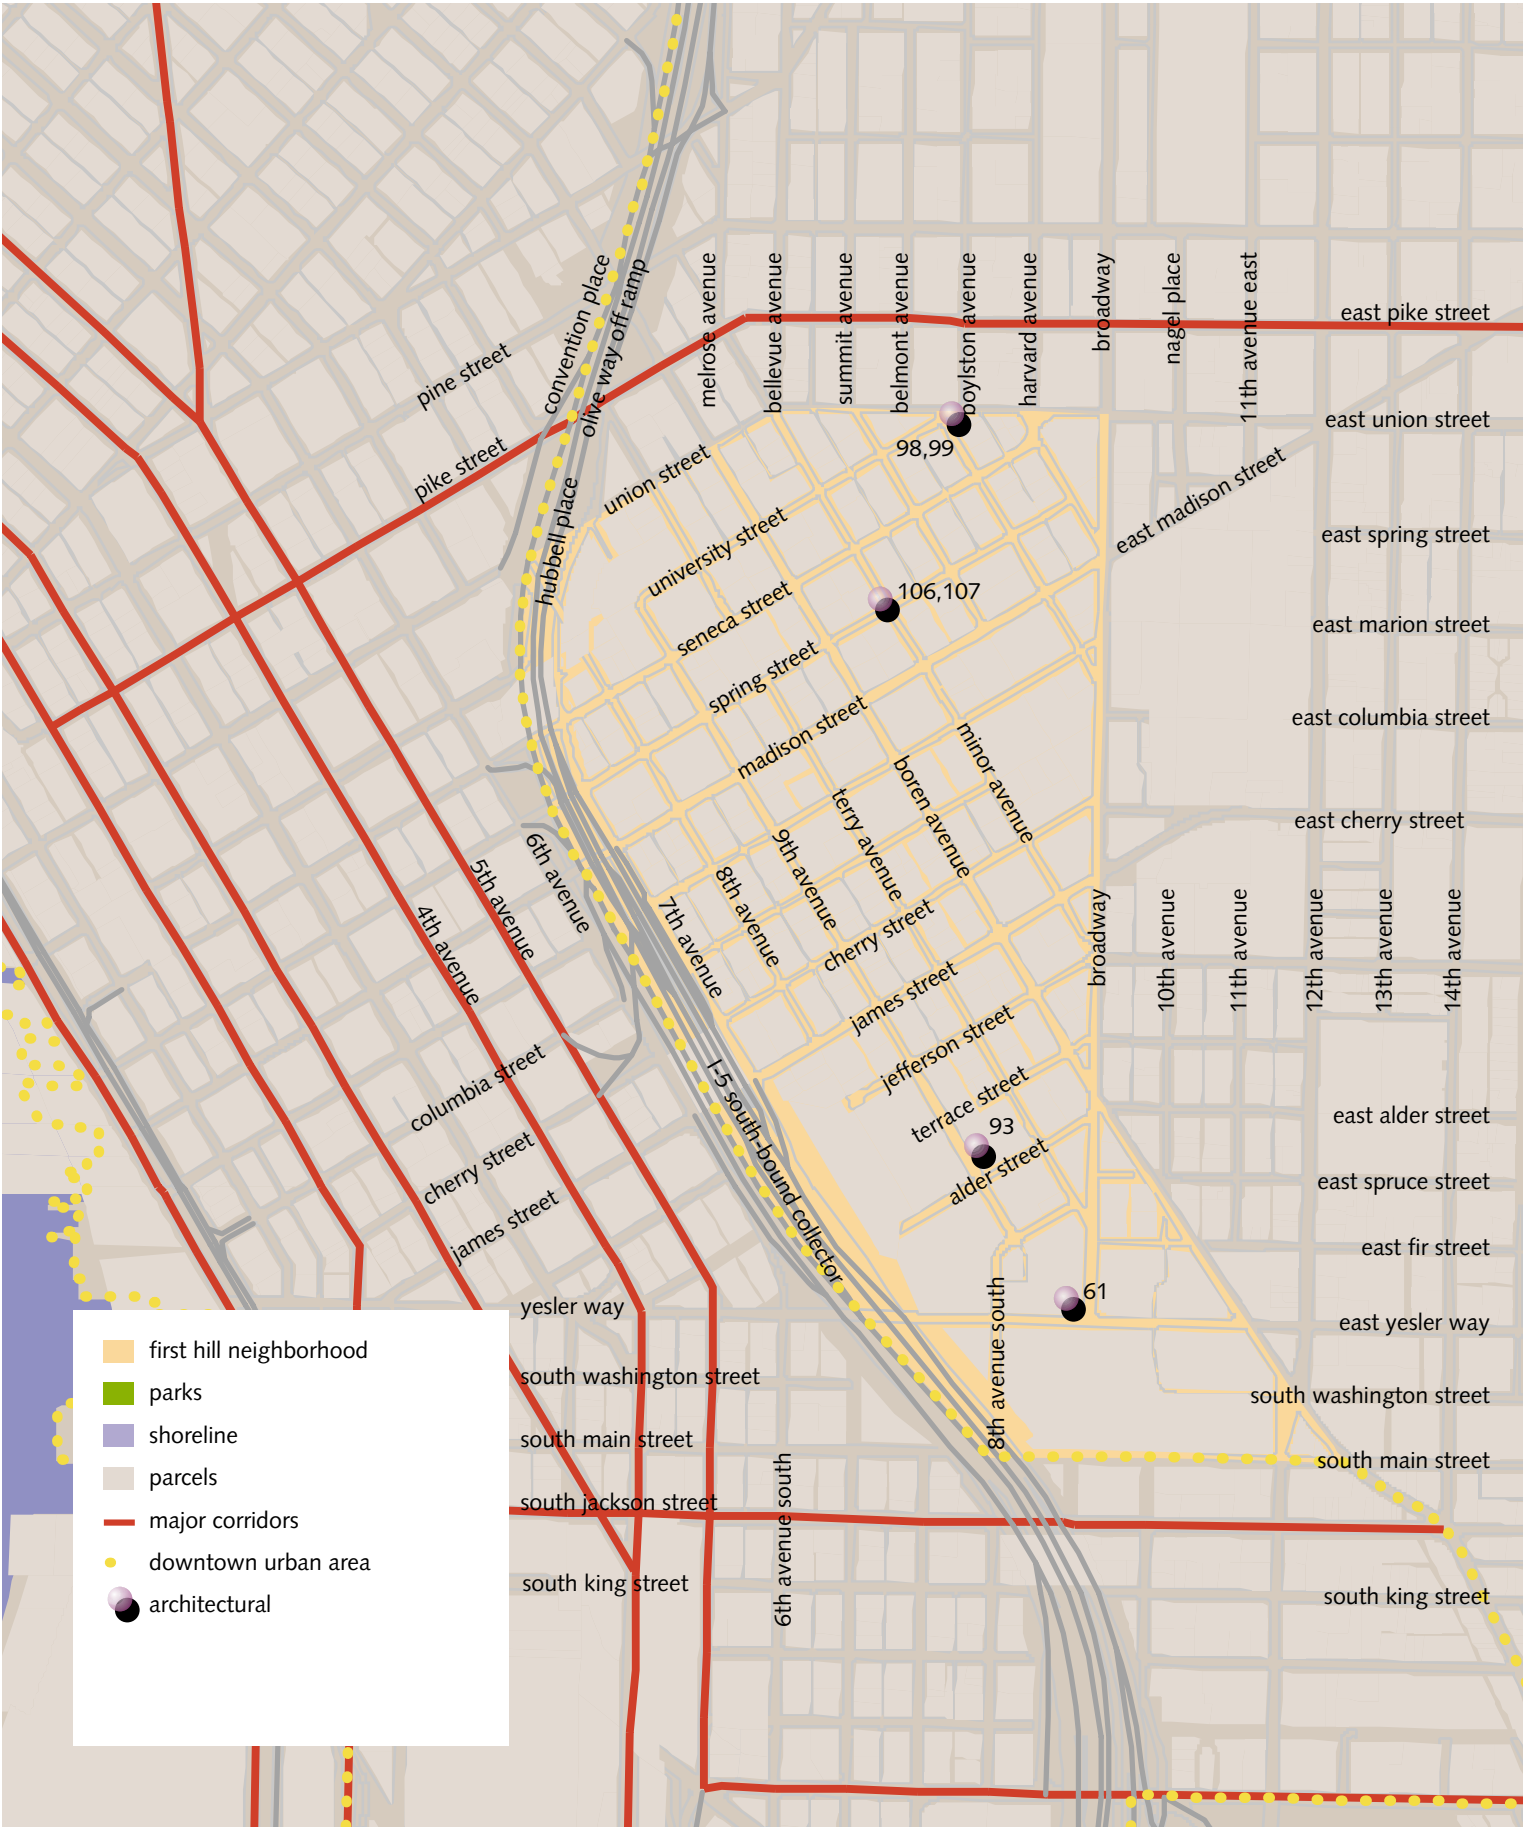 convention place
olive way off ramp
melrose avenue
bellevue avenue
summit avenue
belmont avenue
boylston avenue
harvard avenue
broadway
nagel place
11th avenue east
east pike street
pine street
pike street
hubbell place
union street
98,99
east union street
east madison street
university street
east spring street
seneca street
106,107
east marion street
spring street
madison street
minor avenue
east columbia street
boren avenue
terry avenue
9th avenue
8th avenue
7th avenue
6th avenue
5th avenue
4th avenue
east cherry street
cherry street
james street
jefferson street
terrace street
broadway
10th avenue
11th avenue
12th avenue
13th avenue
14th avenue
columbia street
cherry street
james street
I-5 south-bound collector
93
alder street
east alder street
east spruce street
east fir street
8th avenue south
61
yesler way
east yesler way
south washington street
south washington street
south main street
south main street
south jackson street
6th avenue south
south king street
south king street
first hill neighborhood
parks
shoreline
parcels
major corridors
downtown urban area
architectural